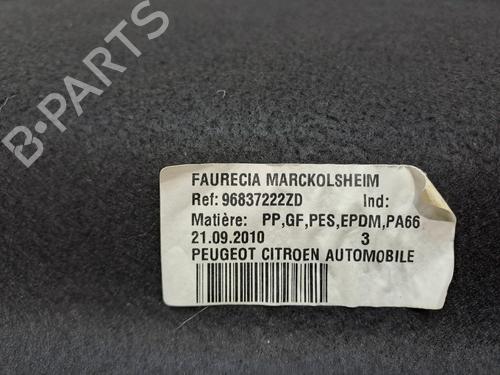 B-PARTS
FAURECIA MARCKOLSHEIM
Ref: 96837222ZD Ind:
Matière: PP,GF,PES,EPDM,PA66
21.09.2010 3
PEUGEOT CITROEN AUTOMOBILE